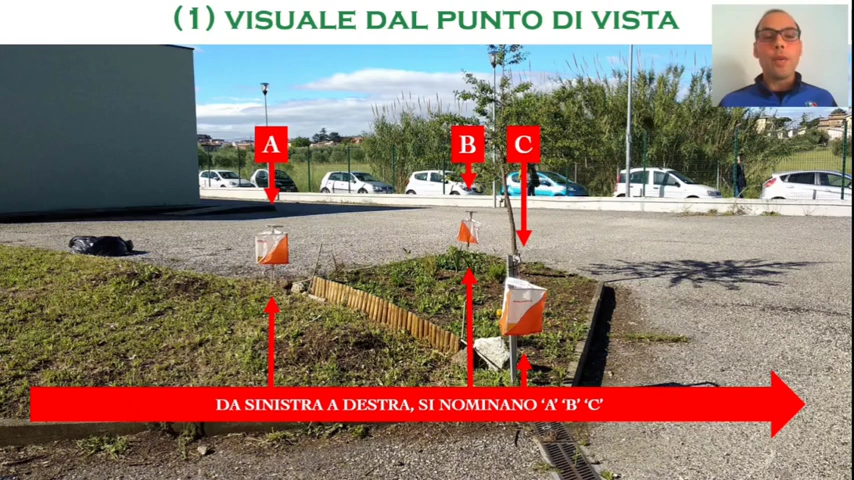 (1) VISUALE DAL PUNTO DI VISTA
A
B
C
DA SINISTRA A DESTRA, SI NOMINANO ‘A’ ‘B’ ‘C’